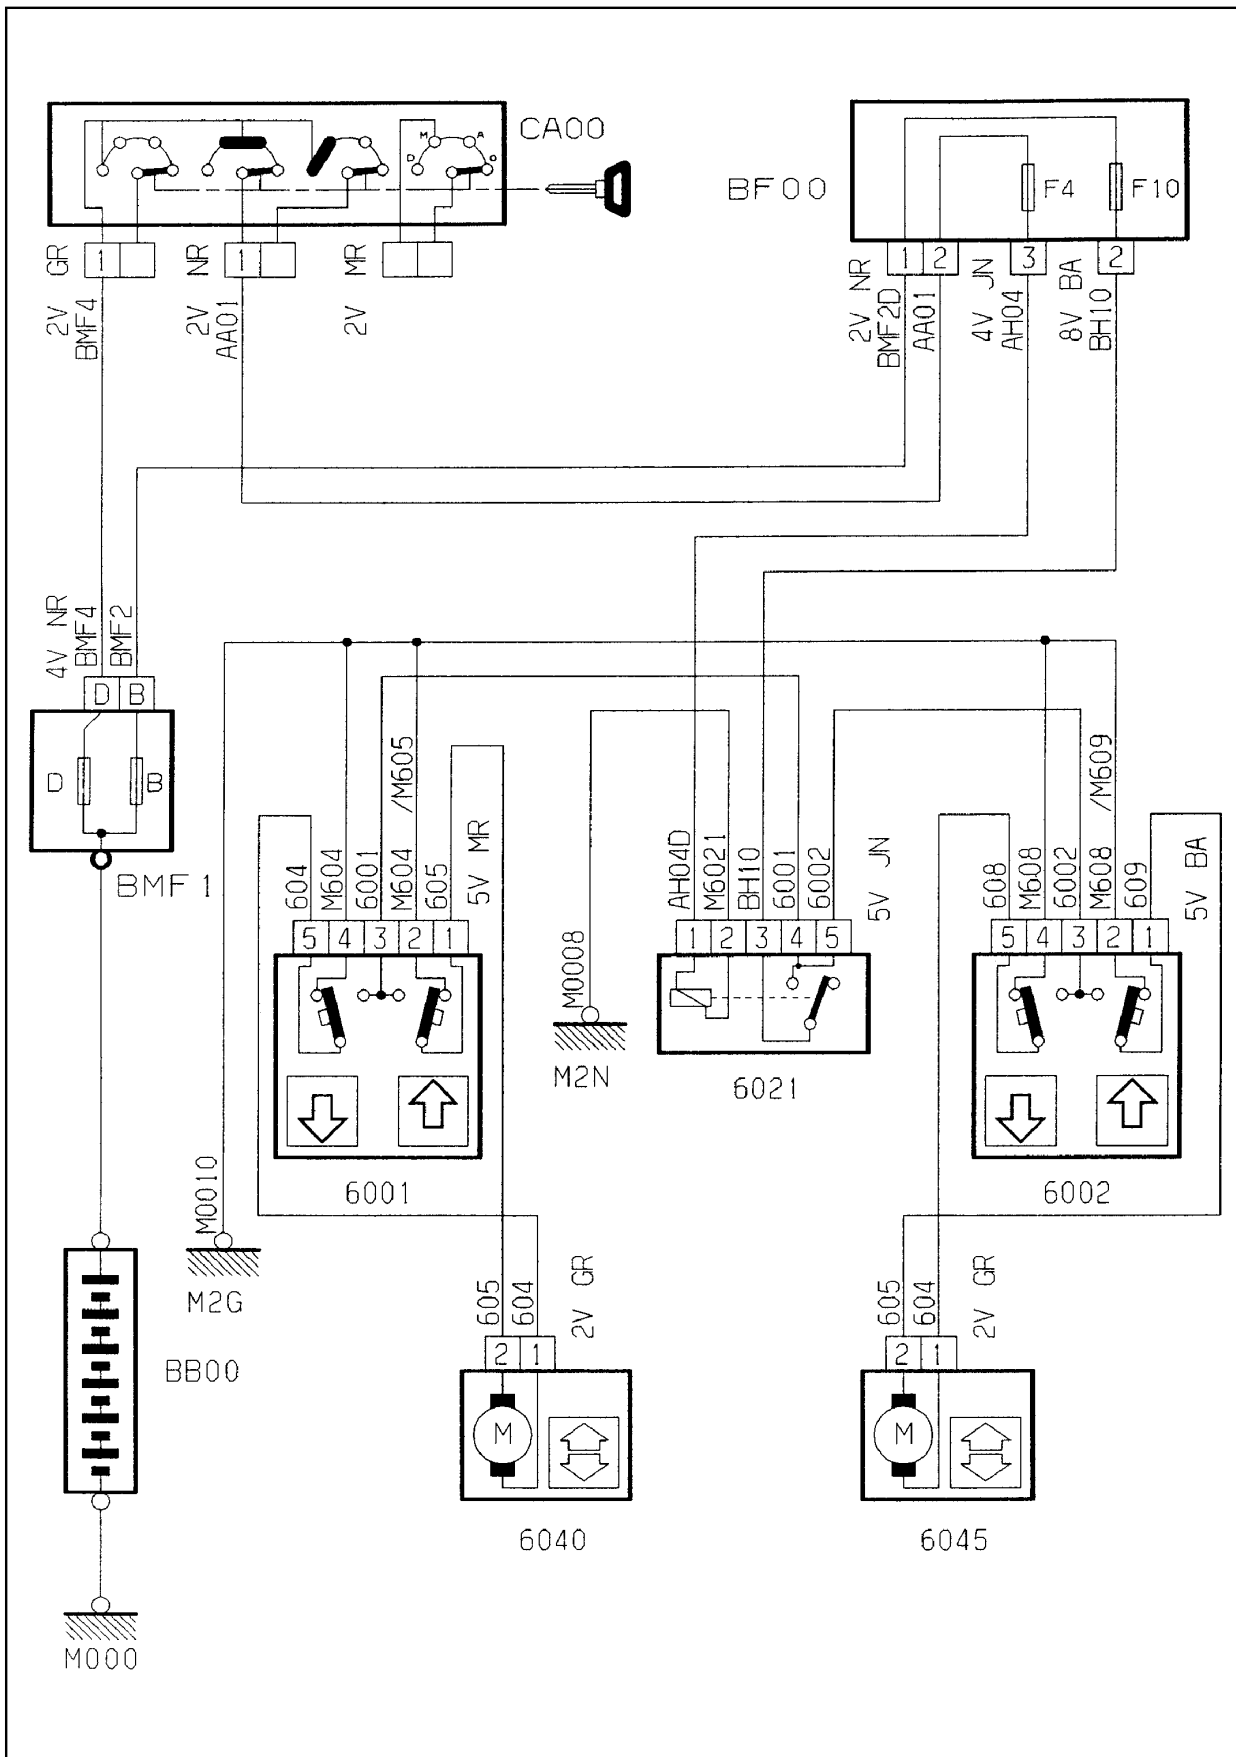 CA00
M
A
D
O
BF00
F4
F10
1
1
1
2
3
2
2V GR
BMF4
2V NR
AA01
2V MR
2V NR
BMF2D
AA01
4V JN
AH04
8V BA
BH10
4V NR
BMF4
BMF2
D
B
D
B
BMF1
604
M604
6001
M604 /M605
605
5V MR
5
4
3
2
1
6001
M0008
M2N
AH04D
M6021
BH10
6001
6002
5V JN
1
2
3
4
5
6021
608
M608
6002
M608 /M609
609
5V BA
5
4
3
2
1
6002
M0010
M2G
BB00
M000
605
604
2V GR
2
1
M
6040
605
604
2V GR
2
1
M
6045